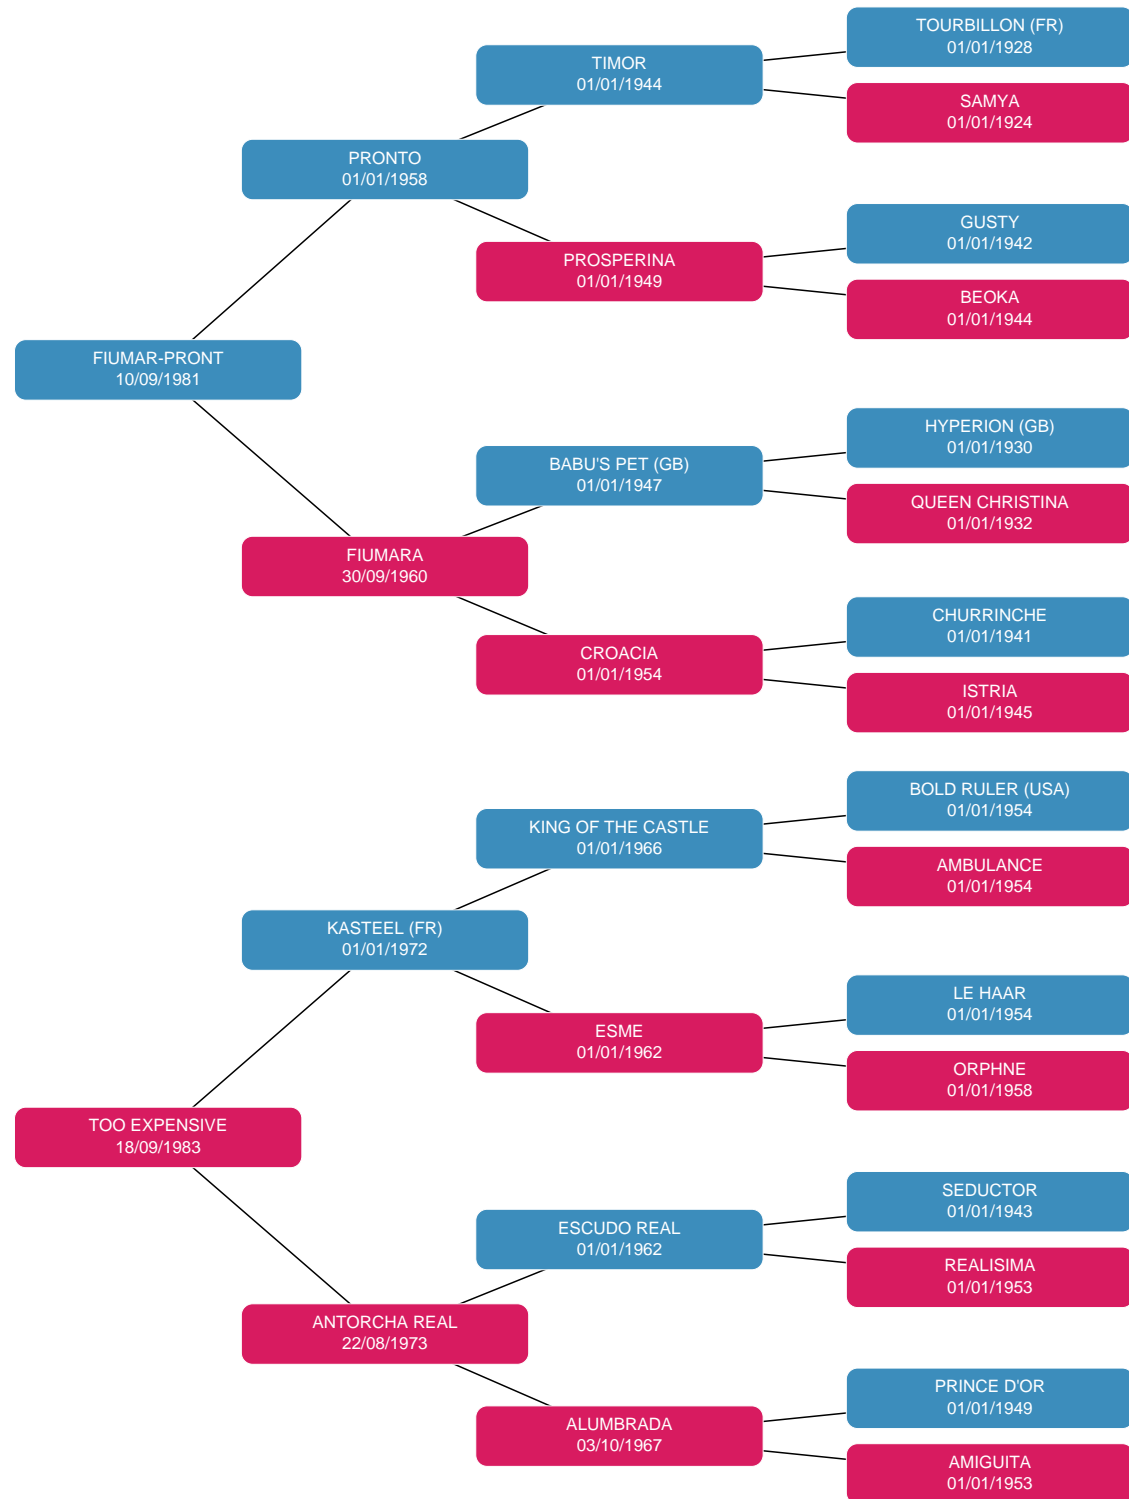 TOURBILLON (FR)
01/01/1928
TIMOR
01/01/1944
SAMYA
01/01/1924
PRONTO
01/01/1958
GUSTY
01/01/1942
PROSPERINA
01/01/1949
BEOKA
01/01/1944
FIUMAR-PRONT
10/09/1981
HYPERION (GB)
01/01/1930
BABU'S PET (GB)
01/01/1947
QUEEN CHRISTINA
01/01/1932
FIUMARA
30/09/1960
CHURRINCHE
01/01/1941
CROACIA
01/01/1954
ISTRIA
01/01/1945
BOLD RULER (USA)
01/01/1954
KING OF THE CASTLE
01/01/1966
AMBULANCE
01/01/1954
KASTEEL (FR)
01/01/1972
LE HAAR
01/01/1954
ESME
01/01/1962
ORPHNE
01/01/1958
TOO EXPENSIVE
18/09/1983
SEDUCTOR
01/01/1943
ESCUDO REAL
01/01/1962
REALISIMA
01/01/1953
ANTORCHA REAL
22/08/1973
PRINCE D'OR
01/01/1949
ALUMBRADA
03/10/1967
AMIGUITA
01/01/1953